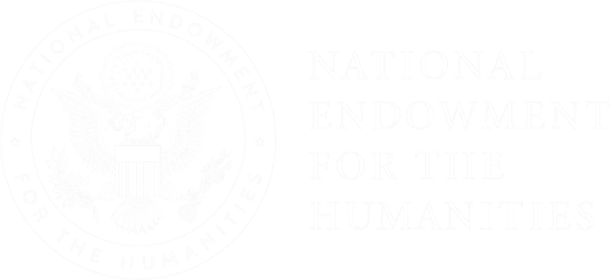 NATIONAL ENDOWMENT
FOR THE HUMANITIES
NATIONAL
ENDOWMENT
FOR THE
HUMANITIES